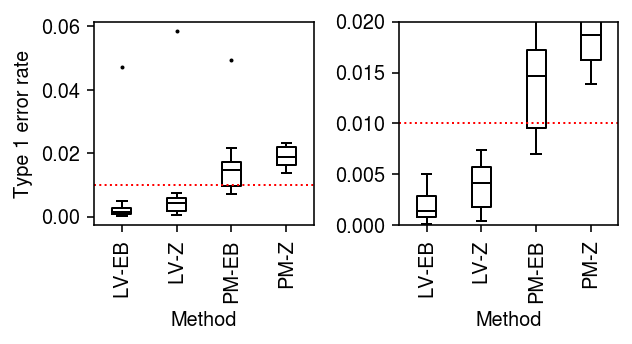 Type 1 error rate
0.06
0.04
0.02
0.00
LV-EB
LV-Z
PM-EB
PM-Z
Method
0.020
0.015
0.010
0.005
0.000
LV-EB
LV-Z
PM-EB
PM-Z
Method